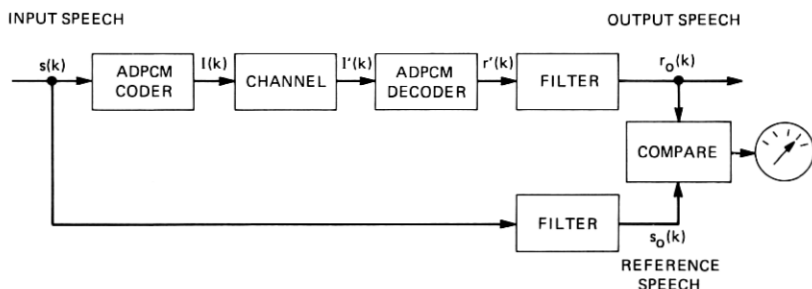 INPUT SPEECH
OUTPUT SPEECH
s(k)
ADPCM
CODER
I(k)
CHANNEL
I'(k)
ADPCM
DECODER
r'(k)
FILTER
r₀(k)
COMPARE
FILTER
s₀(k)
REFERENCE
SPEECH